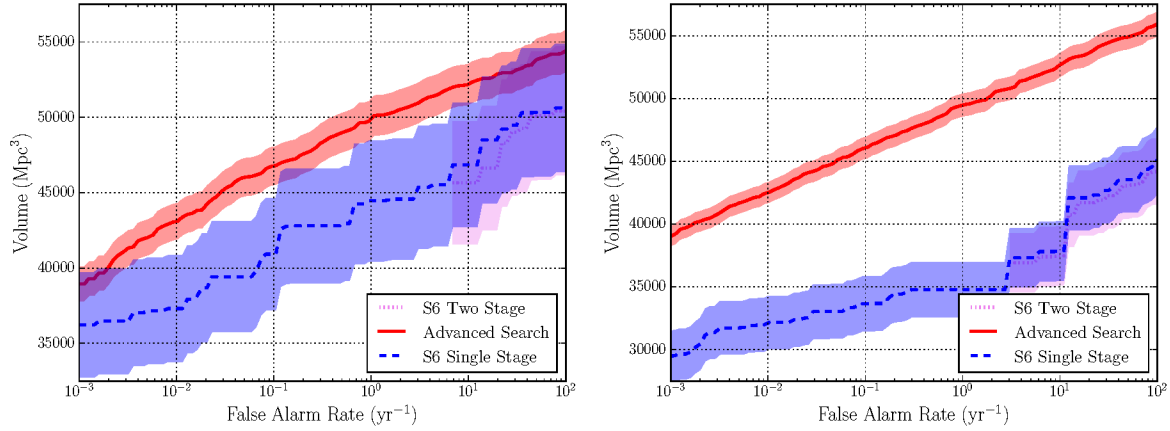 55000
50000
45000
40000
35000
Volume (Mpc³)
10⁻³ 10⁻² 10⁻¹ 10⁰ 10¹ 10²
False Alarm Rate (yr⁻¹)
S6 Two Stage
Advanced Search
S6 Single Stage
55000
50000
45000
40000
35000
30000
Volume (Mpc³)
10⁻³ 10⁻² 10⁻¹ 10⁰ 10¹ 10²
False Alarm Rate (yr⁻¹)
S6 Two Stage
Advanced Search
S6 Single Stage